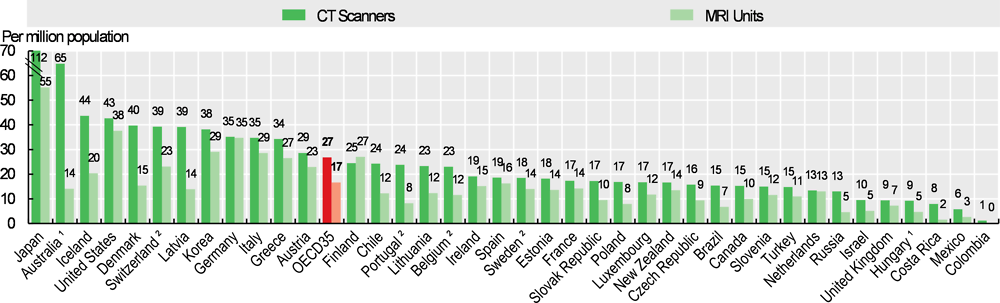 CT Scanners MRI Units
Per million population
70
60
50
40
30
20
10
0
112 55 65 14 44 20 43 38 40 15 39 23 39 14 38 29 35 35 35 29 34 27 29 23 27 17 25 27 24 12 24 8 23 12 23 12 19 15 19 16 18 14 18 14 17 14 17 10 17 8 17 12 17 14 16 9 15 7 15 10 15 12 15 11 13 13 13 5 10 5 9 7 9 5 8 2 6 3 1 0
Japan
Australia ¹
Iceland
United States
Denmark
Switzerland ²
Latvia
Korea
Germany
Italy
Greece
Austria
OECD35
Finland
Chile
Portugal ²
Lithuania
Belgium ²
Ireland
Spain
Sweden ²
Estonia
France
Slovak Republic
Poland
Luxembourg
New Zealand
Czech Republic
Brazil
Canada
Slovenia
Turkey
Netherlands
Russia
Israel
United Kingdom
Hungary ¹
Costa Rica
Mexico
Colombia